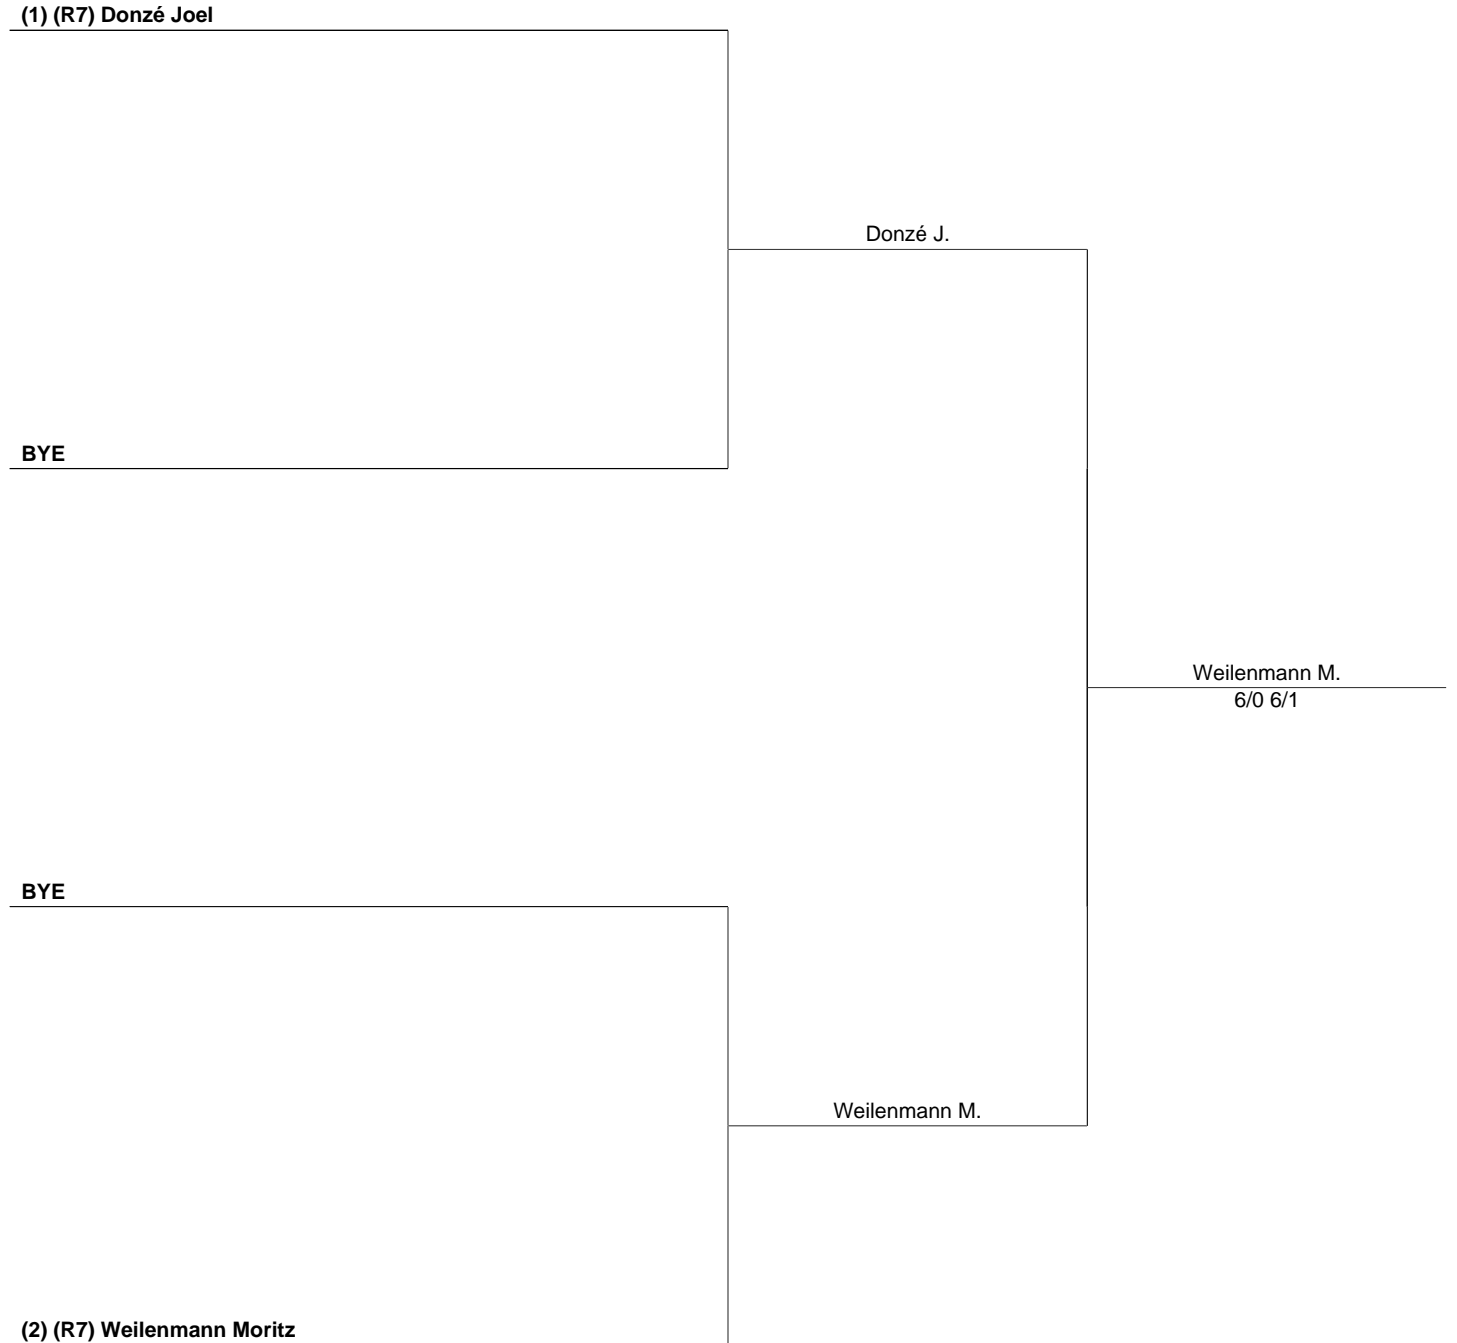 (1) (R7) Donzé Joel
Donzé J.
BYE
Weilenmann M.
6/0 6/1
BYE
Weilenmann M.
(2) (R7) Weilenmann Moritz